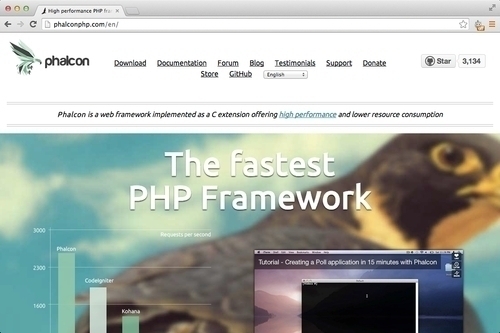 High performance PHP fra
phalconphp.com/en/
phalcon
Download Documentation Forum Blog Testimonials Support Donate
Store GitHub English
Star 3,134
Phalcon is a web framework implemented as a C extension offering high performance and lower resource consumption
The fastest
PHP Framework
3000
Requests per second
Phalcon
2300
CodeIgniter
1600
Kohana
Tutorial - Creating a Poll application in 15 minutes with Phalcon